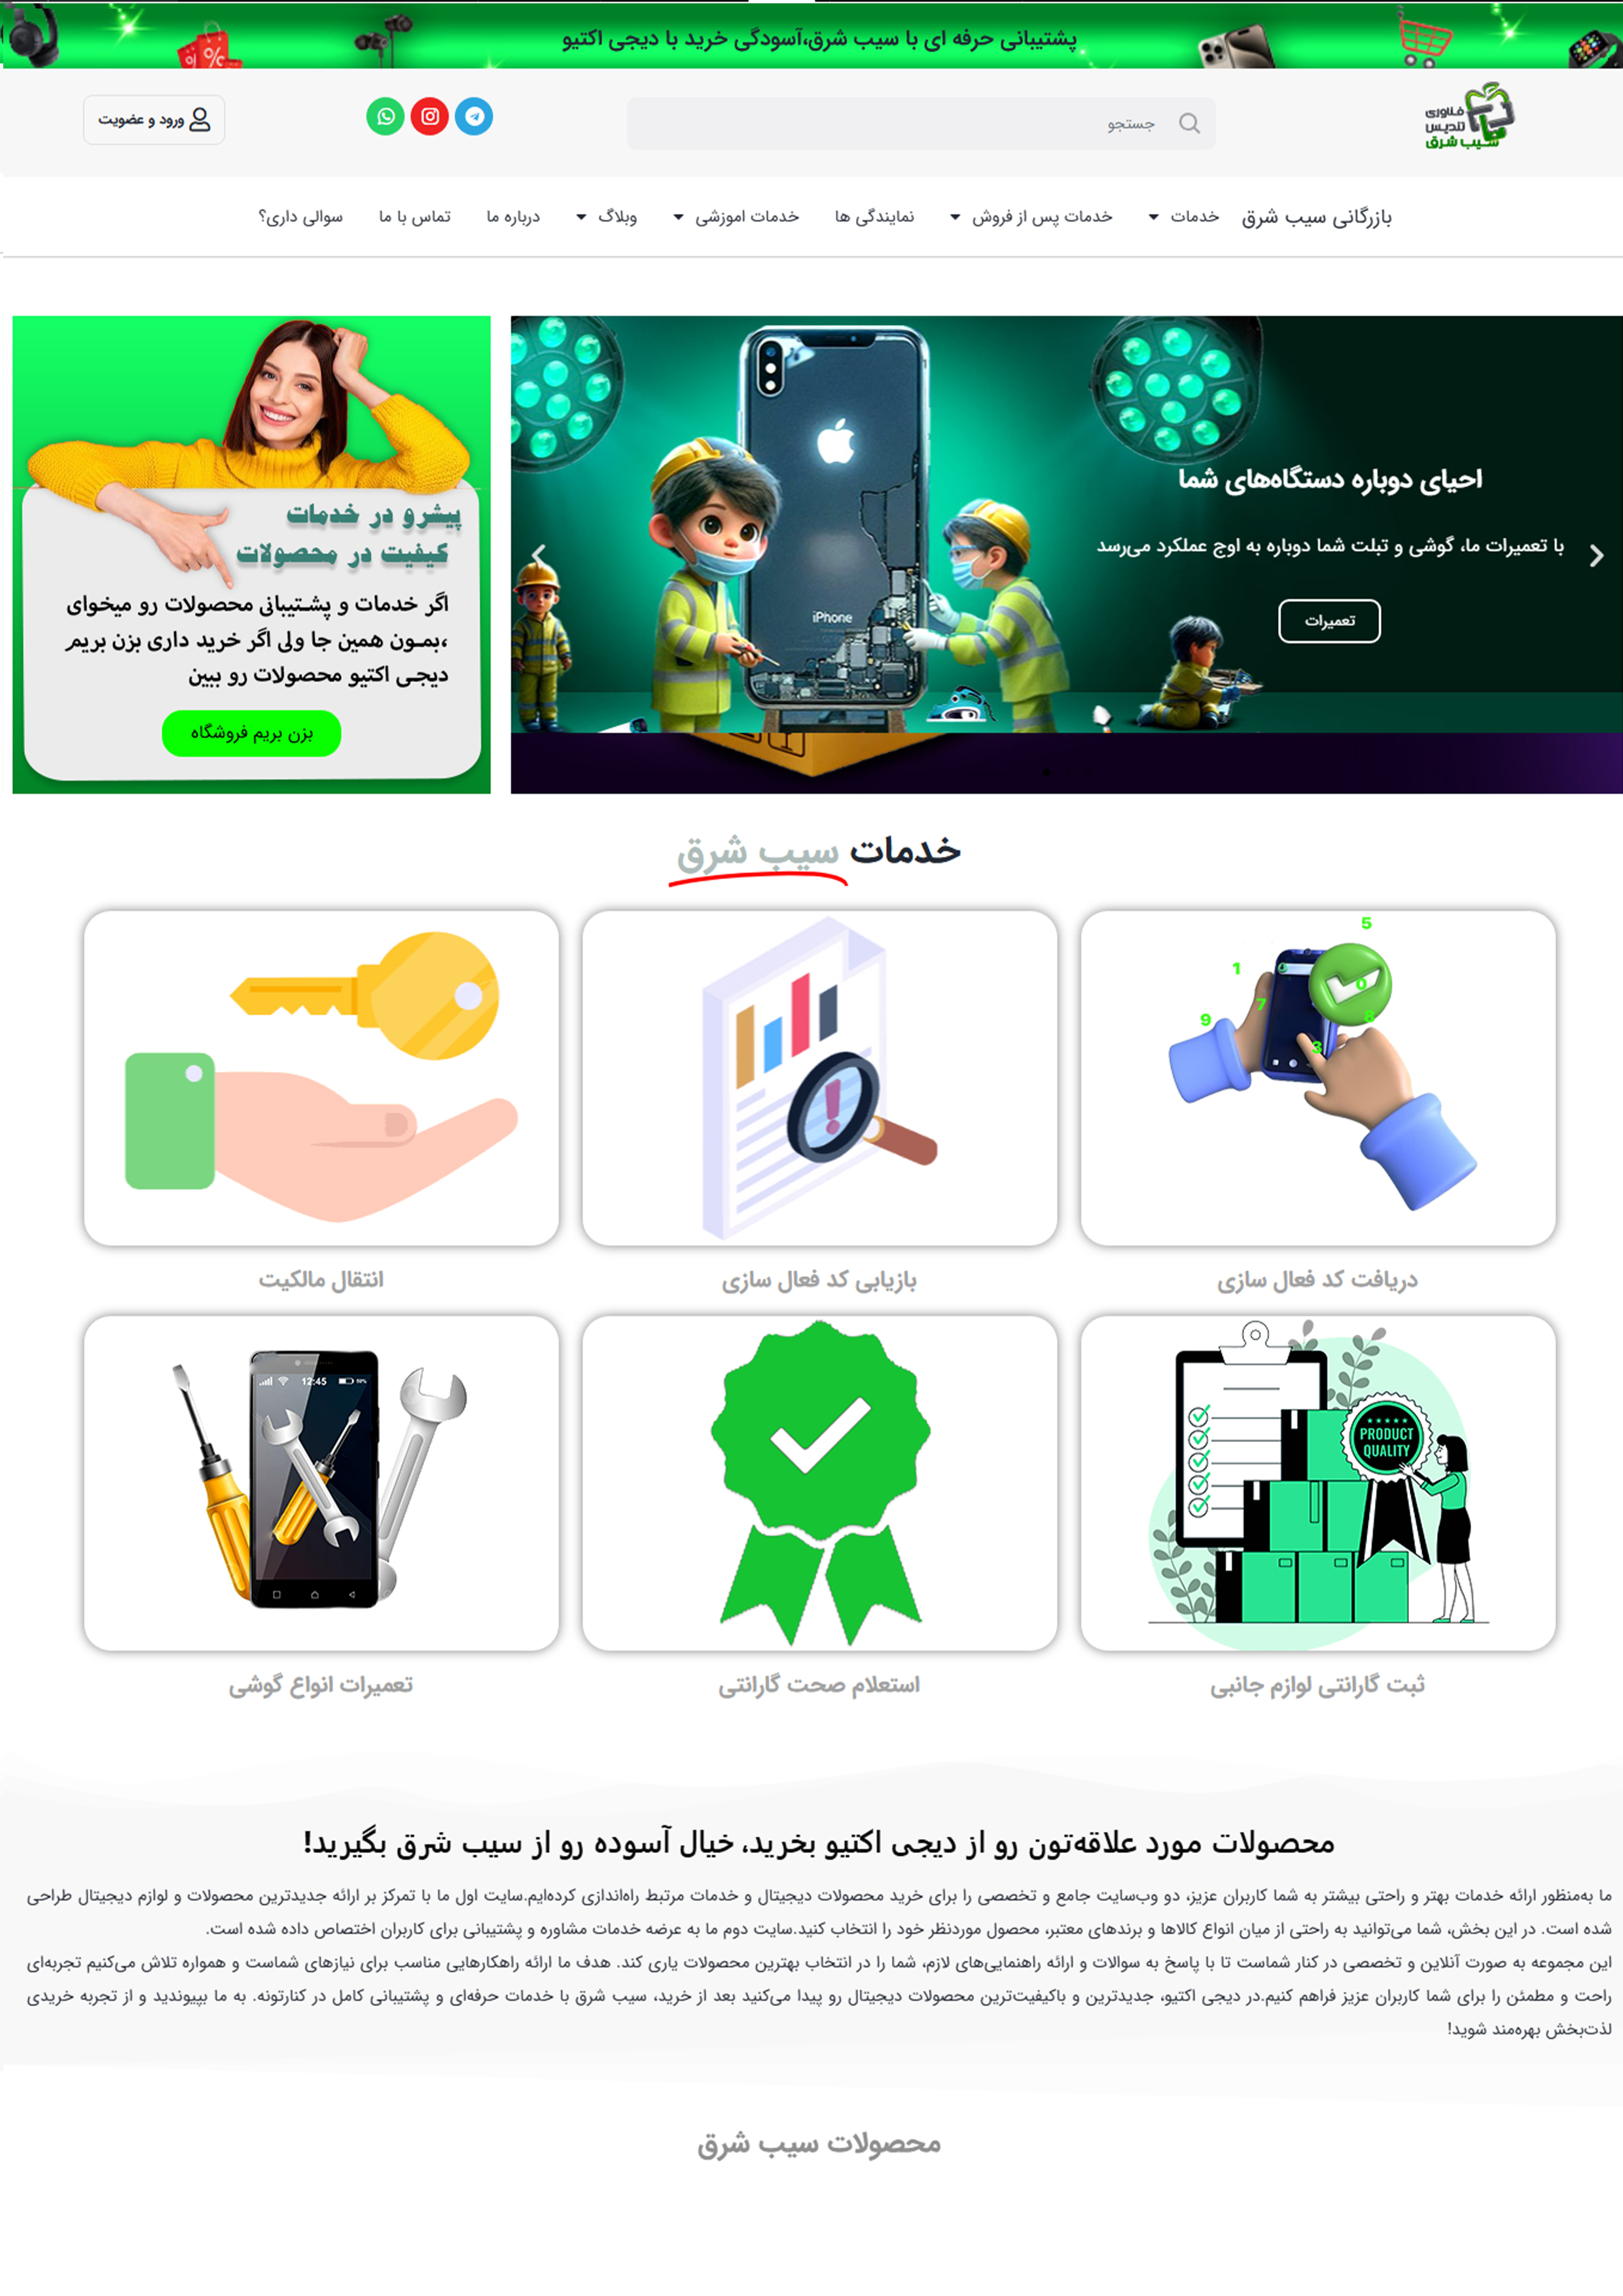 پشتیبانی حرفه ای با سیب شرق،آسودگی خرید با دیجی اکتیو
فناوری
تندیس
سیب شرق
جستجو
ورود و عضویت
بازرگانی سیب شرق
خدمات
خدمات پس از فروش
نمایندگی ها
خدمات اموزشی
وبلاگ
درباره ما
تماس با ما
سوالی داری؟
احیای دوباره دستگاه‌های شما
با تعمیرات ما، گوشی و تبلت شما دوباره به اوج عملکرد می‌رسد
تعمیرات
iPhone
پیشرو در خدمات
کیفیت در محصولات
اگر خدمات و پشتیبانی محصولات رو میخوای
،بمون همین جا ولی اگر خرید داری بزن بریم
دیجی اکتیو محصولات رو ببین
بزن بریم فروشگاه
خدمات سیب شرق
5
1
0
7
8
9
3
دریافت کد فعال سازی
بازیابی کد فعال سازی
انتقال مالکیت
PRODUCT
QUALITY
12:45
50%
ثبت گارانتی لوازم جانبی
استعلام صحت گارانتی
تعمیرات انواع گوشی
محصولات مورد علاقه‌تون رو از دیجی اکتیو بخرید، خیال آسوده رو از سیب شرق بگیرید!
ما به‌منظور ارائه خدمات بهتر و راحتی بیشتر به شما کاربران عزیز، دو وب‌سایت جامع و تخصصی را برای خرید محصولات دیجیتال و خدمات مرتبط راه‌اندازی کرده‌ایم.سایت اول ما با تمرکز بر ارائه جدیدترین محصولات و لوازم دیجیتال طراحی
شده است. در این بخش، شما می‌توانید به راحتی از میان انواع کالاها و برندهای معتبر، محصول موردنظر خود را انتخاب کنید.سایت دوم ما به عرضه خدمات مشاوره و پشتیبانی برای کاربران اختصاص داده شده است.
این مجموعه به صورت آنلاین و تخصصی در کنار شماست تا با پاسخ به سوالات و ارائه راهنمایی‌های لازم، شما را در انتخاب بهترین محصولات یاری کند. هدف ما ارائه راهکارهایی مناسب برای نیازهای شماست و همواره تلاش می‌کنیم تجربه‌ای
راحت و مطمئن را برای شما کاربران عزیز فراهم کنیم.در دیجی اکتیو، جدیدترین و باکیفیت‌ترین محصولات دیجیتال رو پیدا می‌کنید بعد از خرید، سیب شرق با خدمات حرفه‌ای و پشتیبانی کامل در کنارتونه. به ما بپیوندید و از تجربه خریدی
لذت‌بخش بهره‌مند شوید!
محصولات سیب شرق